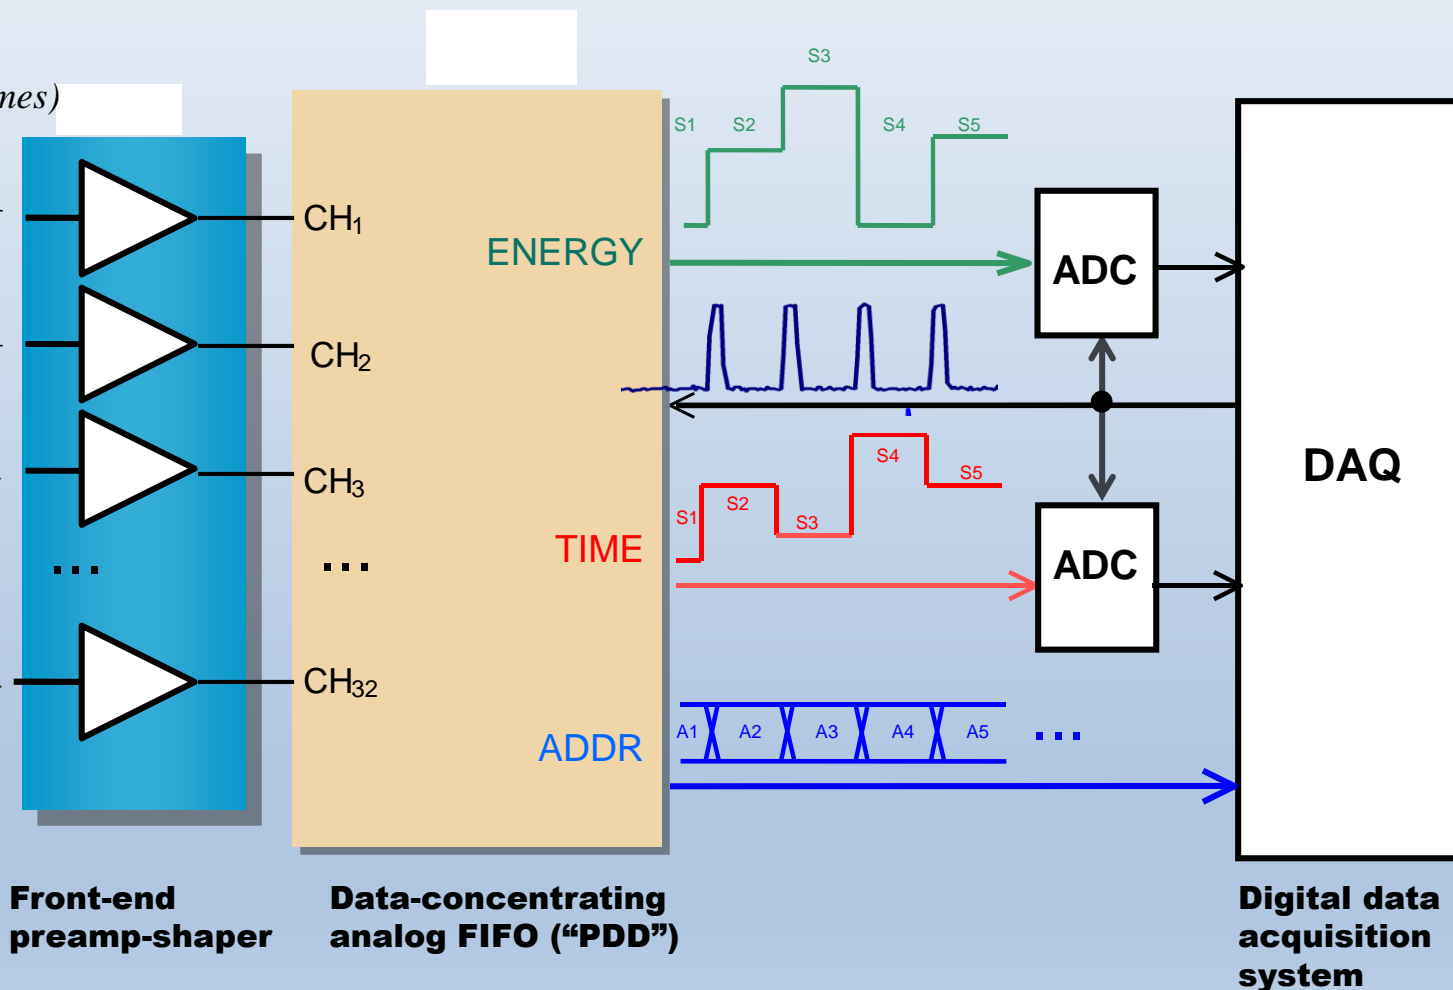 S3
S1
S2
S4
S5
CH1
ENERGY
ADC
CH2
CH3
S4
S5
S2
S1
S3
DAQ
...
...
TIME
ADC
CH32
ADDR
A1
A2
A3
A4
A5
...
Front-end
preamp-shaper
Data-concentrating
analog FIFO (“PDD”)
Digital data
acquisition
system